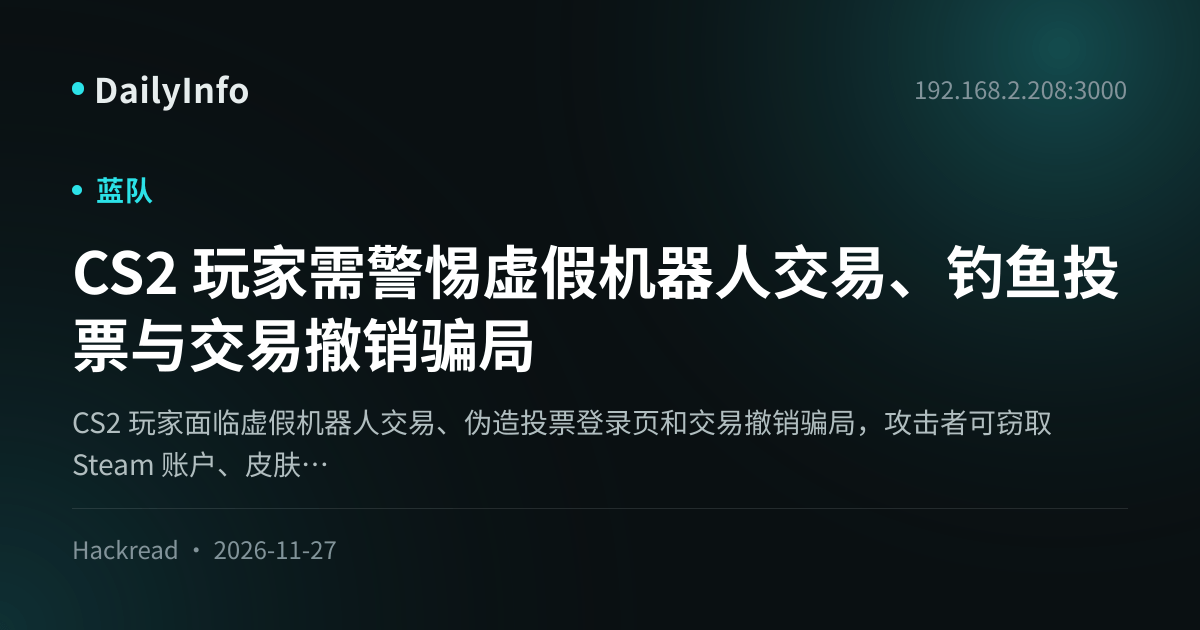 DailyInfo
192.168.2.208:3000
蓝队
CS2 玩家需警惕虚假机器人交易、钓鱼投
票与交易撤销骗局
CS2 玩家面临虚假机器人交易、伪造投票登录页和交易撤销骗局，攻击者可窃取
Steam 账户、皮肤…
Hackread • 2026-11-27